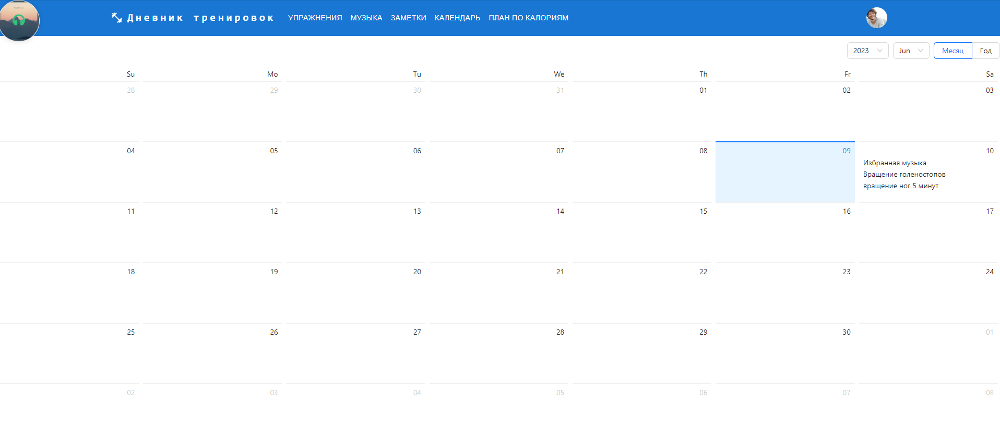 Дневник тренировок УПРАЖНЕНИЯ МУЗЫКА ЗАМЕТКИ КАЛЕНДАРЬ ПЛАН ПО КАЛОРИЯМ
2023 Jun Месяц Год
Su Mo Tu We Th Fr Sa
28 29 30 31 01 02 03
04 05 06 07 08 09 10
Избранная музыка
Вращение голеностопов
вращение ног 5 минут
11 12 13 14 15 16 17
18 19 20 21 22 23 24
25 26 27 28 29 30 01
02 03 04 05 06 07 08